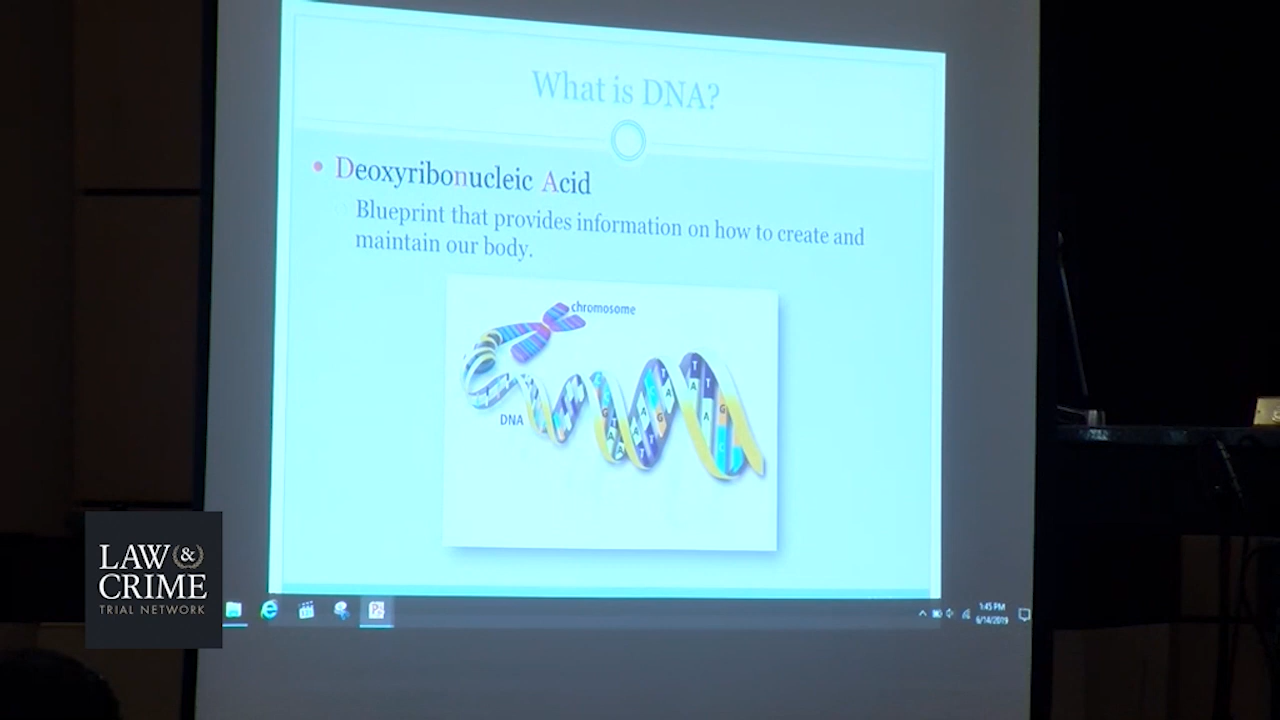 What is DNA?
Deoxyribonucleic Acid
Blueprint that provides information on how to create and
maintain our body.
chromosome
DNA
T
T
A
T
A
A
G
A
G
A
A
T
C
LAW &
CRIME
TRIAL NETWORK
1:45 PM
6/14/2019